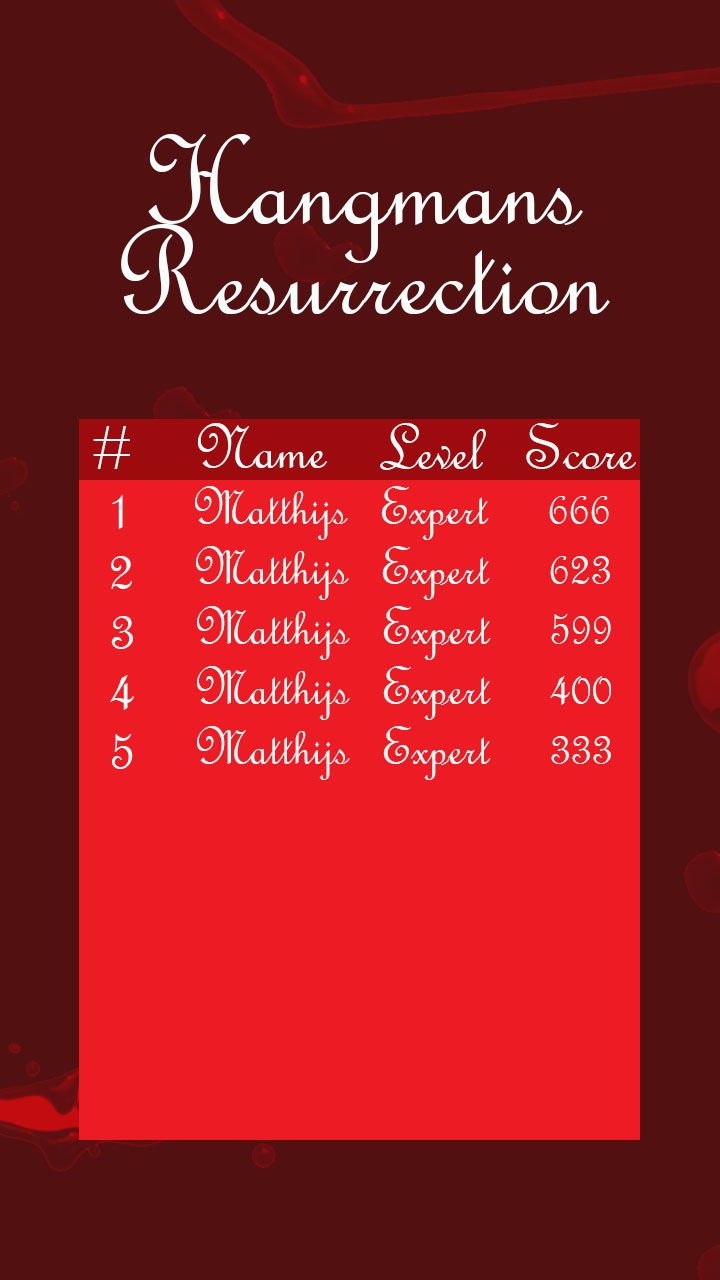 Hangmans
Resurrection
# Name Level Score
1 Matthijs Expert 666
2 Matthijs Expert 623
3 Matthijs Expert 599
4 Matthijs Expert 400
5 Matthijs Expert 333